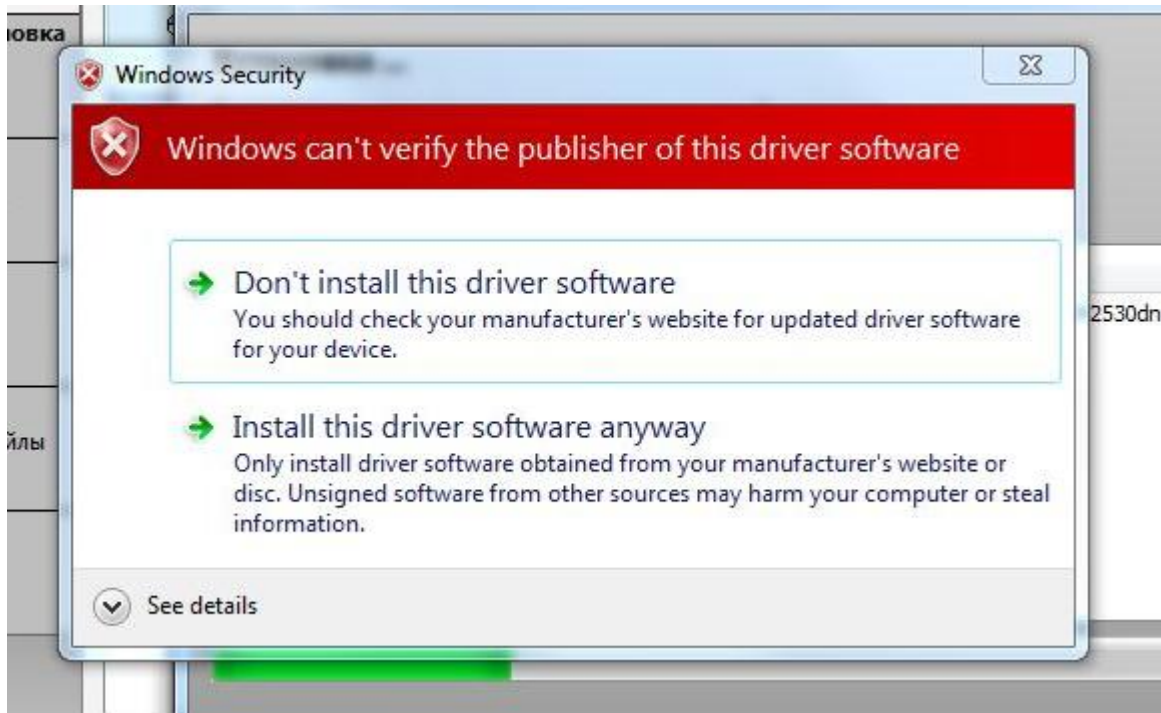 овка
Windows Security
Windows can't verify the publisher of this driver software
Don't install this driver software
You should check your manufacturer's website for updated driver software
for your device.
2530dn
Install this driver software anyway
йлы
Only install driver software obtained from your manufacturer's website or
disc. Unsigned software from other sources may harm your computer or steal
information.
See details